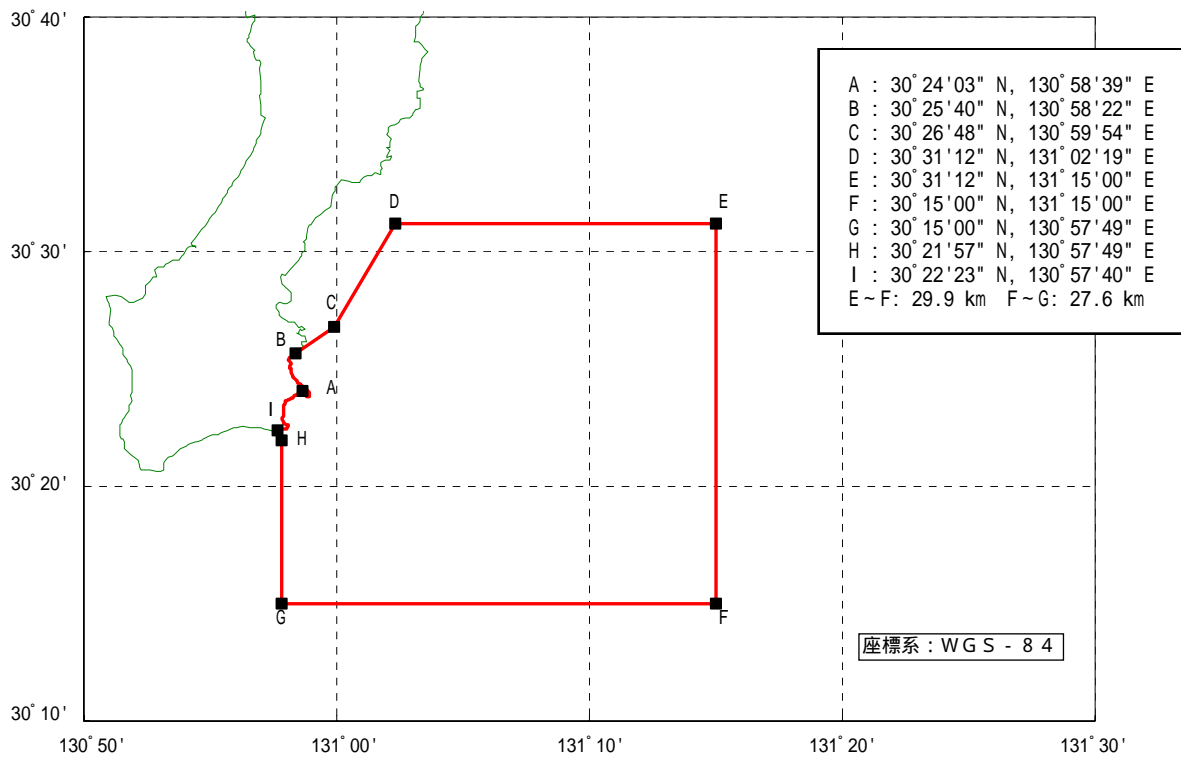 30°40'
A : 30°24'03" N, 130°58'39" E
B : 30°25'40" N, 130°58'22" E
C : 30°26'48" N, 130°59'54" E
D : 30°31'12" N, 131°02'19" E
E : 30°31'12" N, 131°15'00" E
F : 30°15'00" N, 131°15'00" E
G : 30°15'00" N, 130°57'49" E
H : 30°21'57" N, 130°57'49" E
I : 30°22'23" N, 130°57'40" E
E~F: 29.9 km F~G: 27.6 km
D
E
30°30'
C
B
A
I
H
30°20'
G
F
座標系：WGS-84
30°10'
130°50'
131°00'
131°10'
131°20'
131°30'